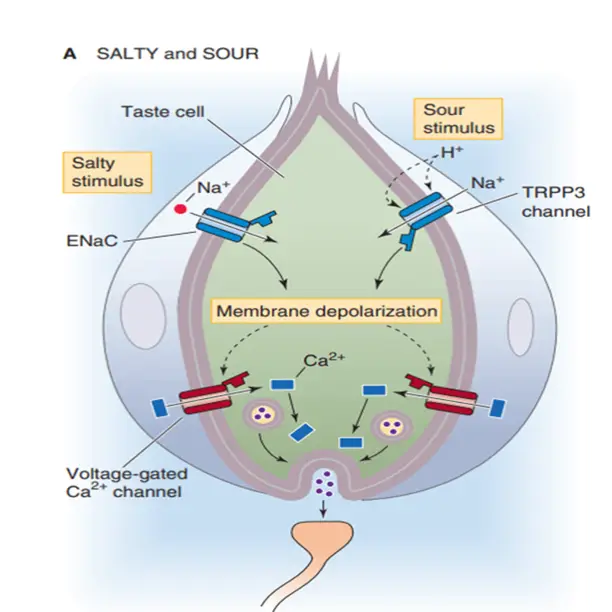 A SALTY and SOUR
Taste cell
Sour
stimulus
H+
Salty
stimulus
Na+
Na+
TRPP3
channel
ENaC
Membrane depolarization
Ca2+
Voltage-gated
Ca2+ channel